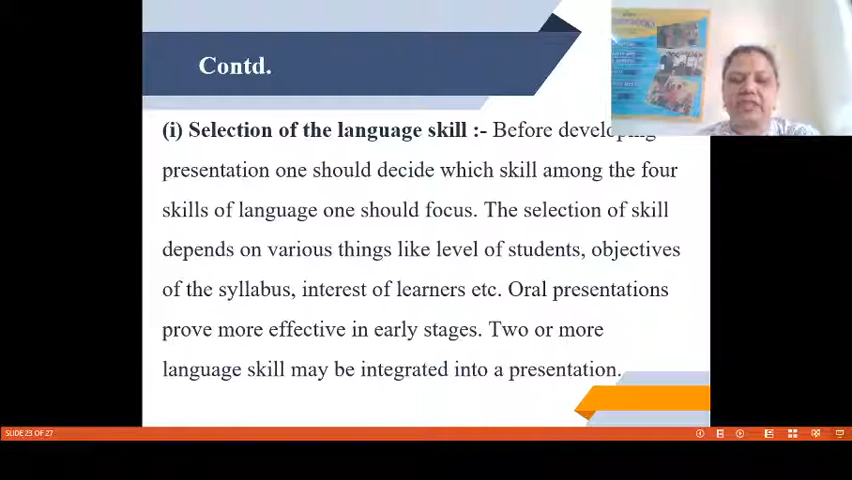 Contd.
(i) Selection of the language skill :- Before developing
presentation one should decide which skill among the four
skills of language one should focus. The selection of skill
depends on various things like level of students, objectives
of the syllabus, interest of learners etc. Oral presentations
prove more effective in early stages. Two or more
language skill may be integrated into a presentation.
SLIDE 23 OF 27